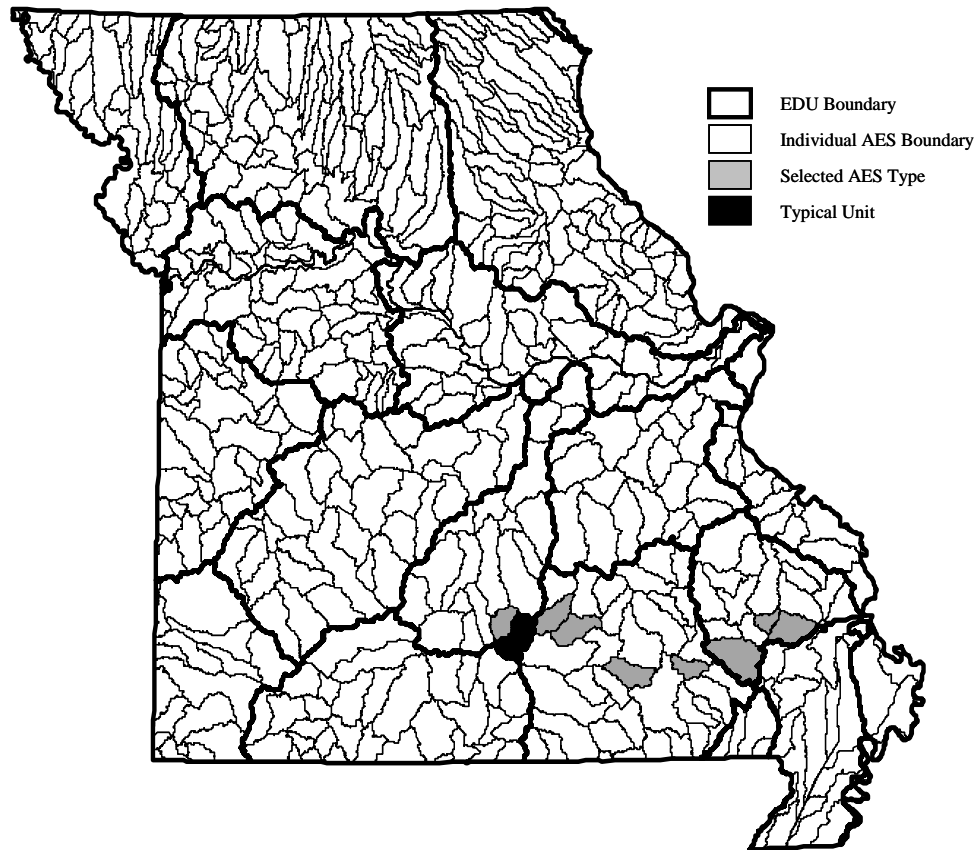 EDU Boundary
Individual AES Boundary
Selected AES Type
Typical Unit